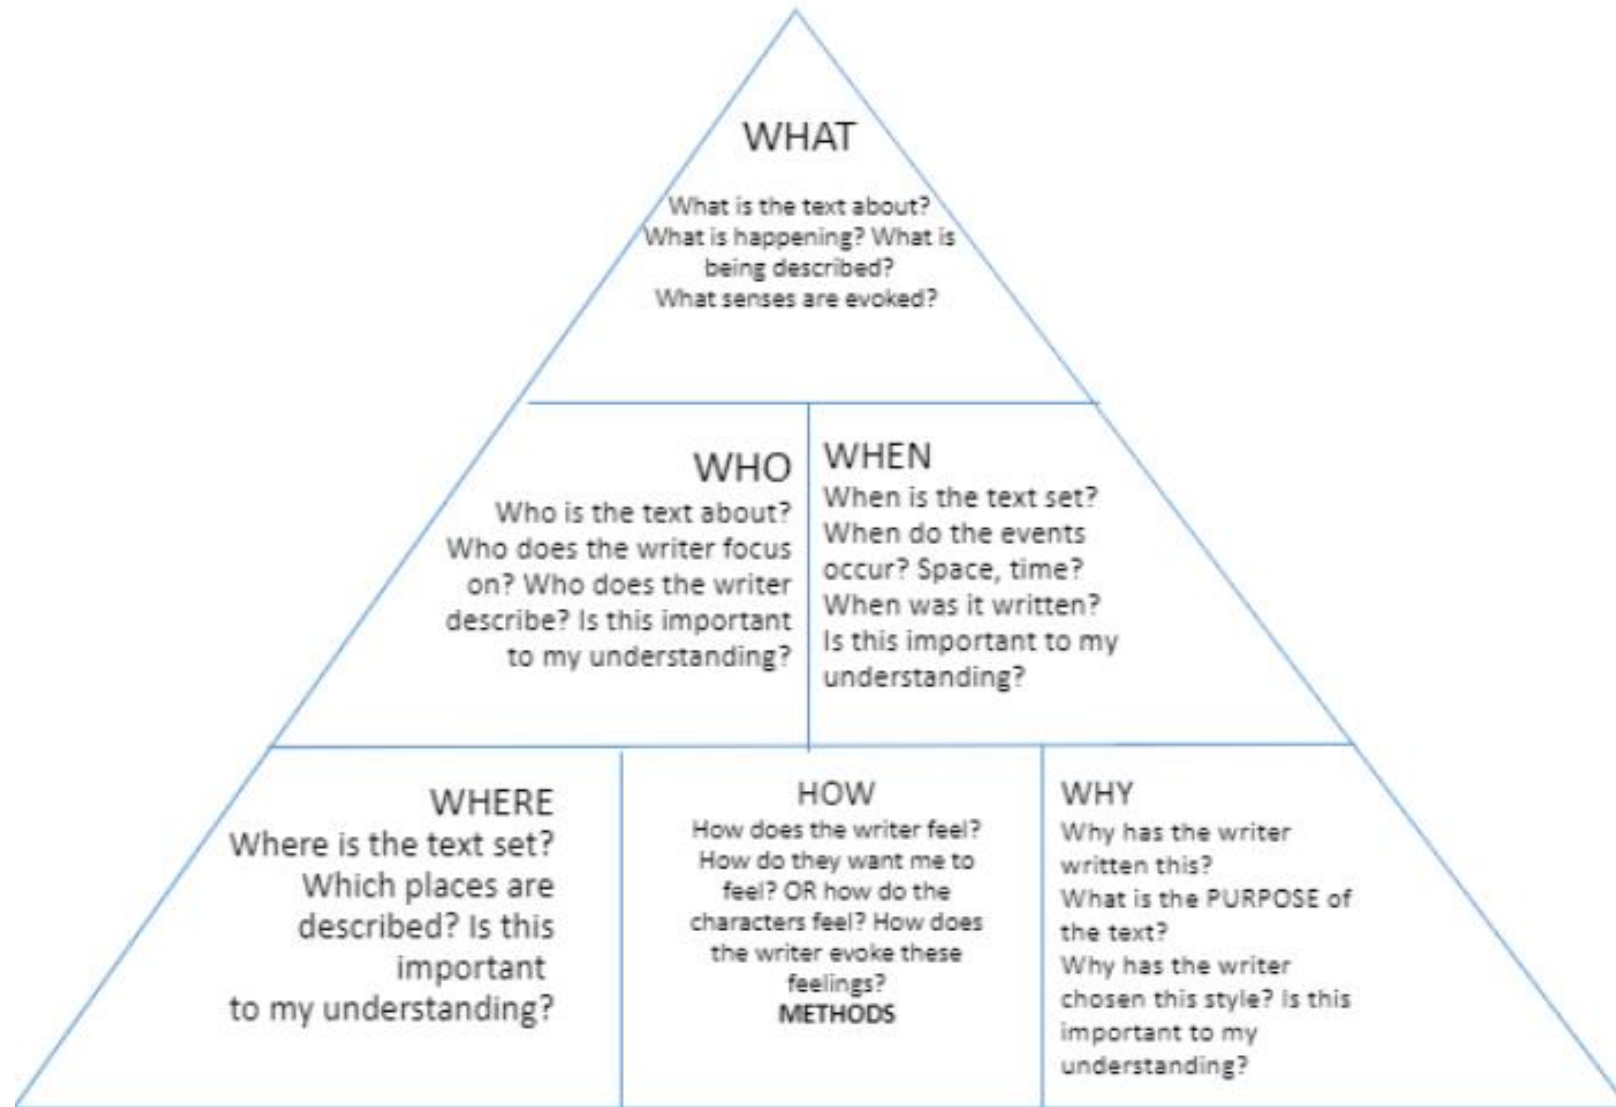 WHAT
What is the text about?
What is happening? What is
being described?
What senses are evoked?
WHO
Who is the text about?
Who does the writer focus
on? Who does the writer
describe? Is this important
to my understanding?
WHEN
When is the text set?
When do the events
occur? Space, time?
When was it written?
Is this important to my
understanding?
WHERE
Where is the text set?
Which places are
described? Is this
important
to my understanding?
HOW
How does the writer feel?
How do they want me to
feel? OR how do the
characters feel? How does
the writer evoke these
feelings?
METHODS
WHY
Why has the writer
written this?
What is the PURPOSE of
the text?
Why has the writer
chosen this style? Is this
important to my
understanding?